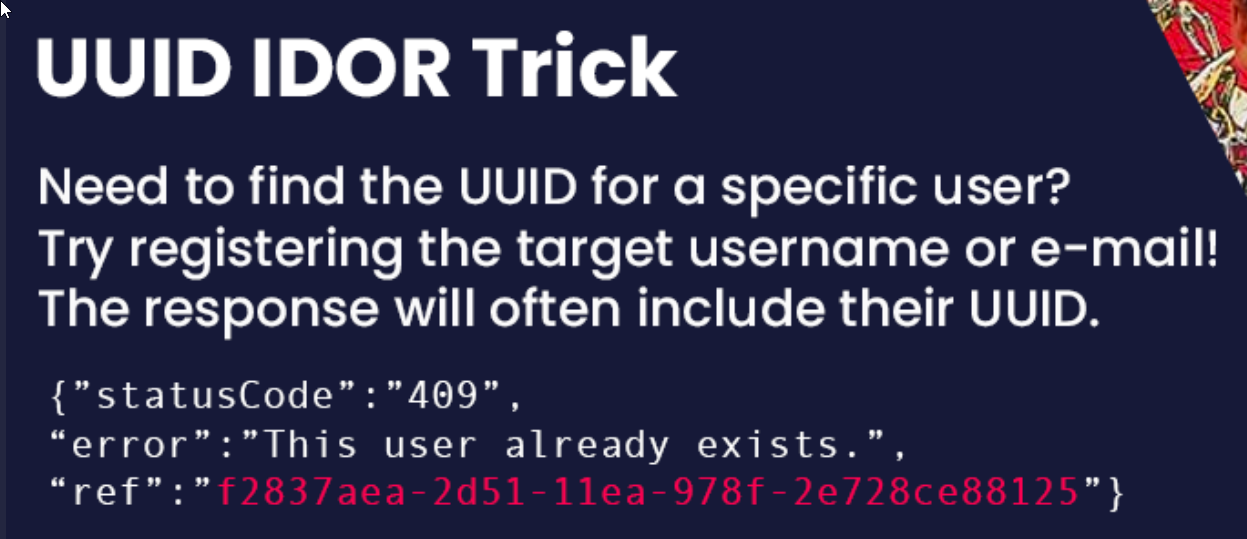 UUID IDOR Trick
Need to find the UUID for a specific user?
Try registering the target username or e-mail!
The response will often include their UUID.
{”statusCode”:”409”,
“error”:”This user already exists.”,
“ref”:”f2837aea-2d51-11ea-978f-2e728ce88125”}